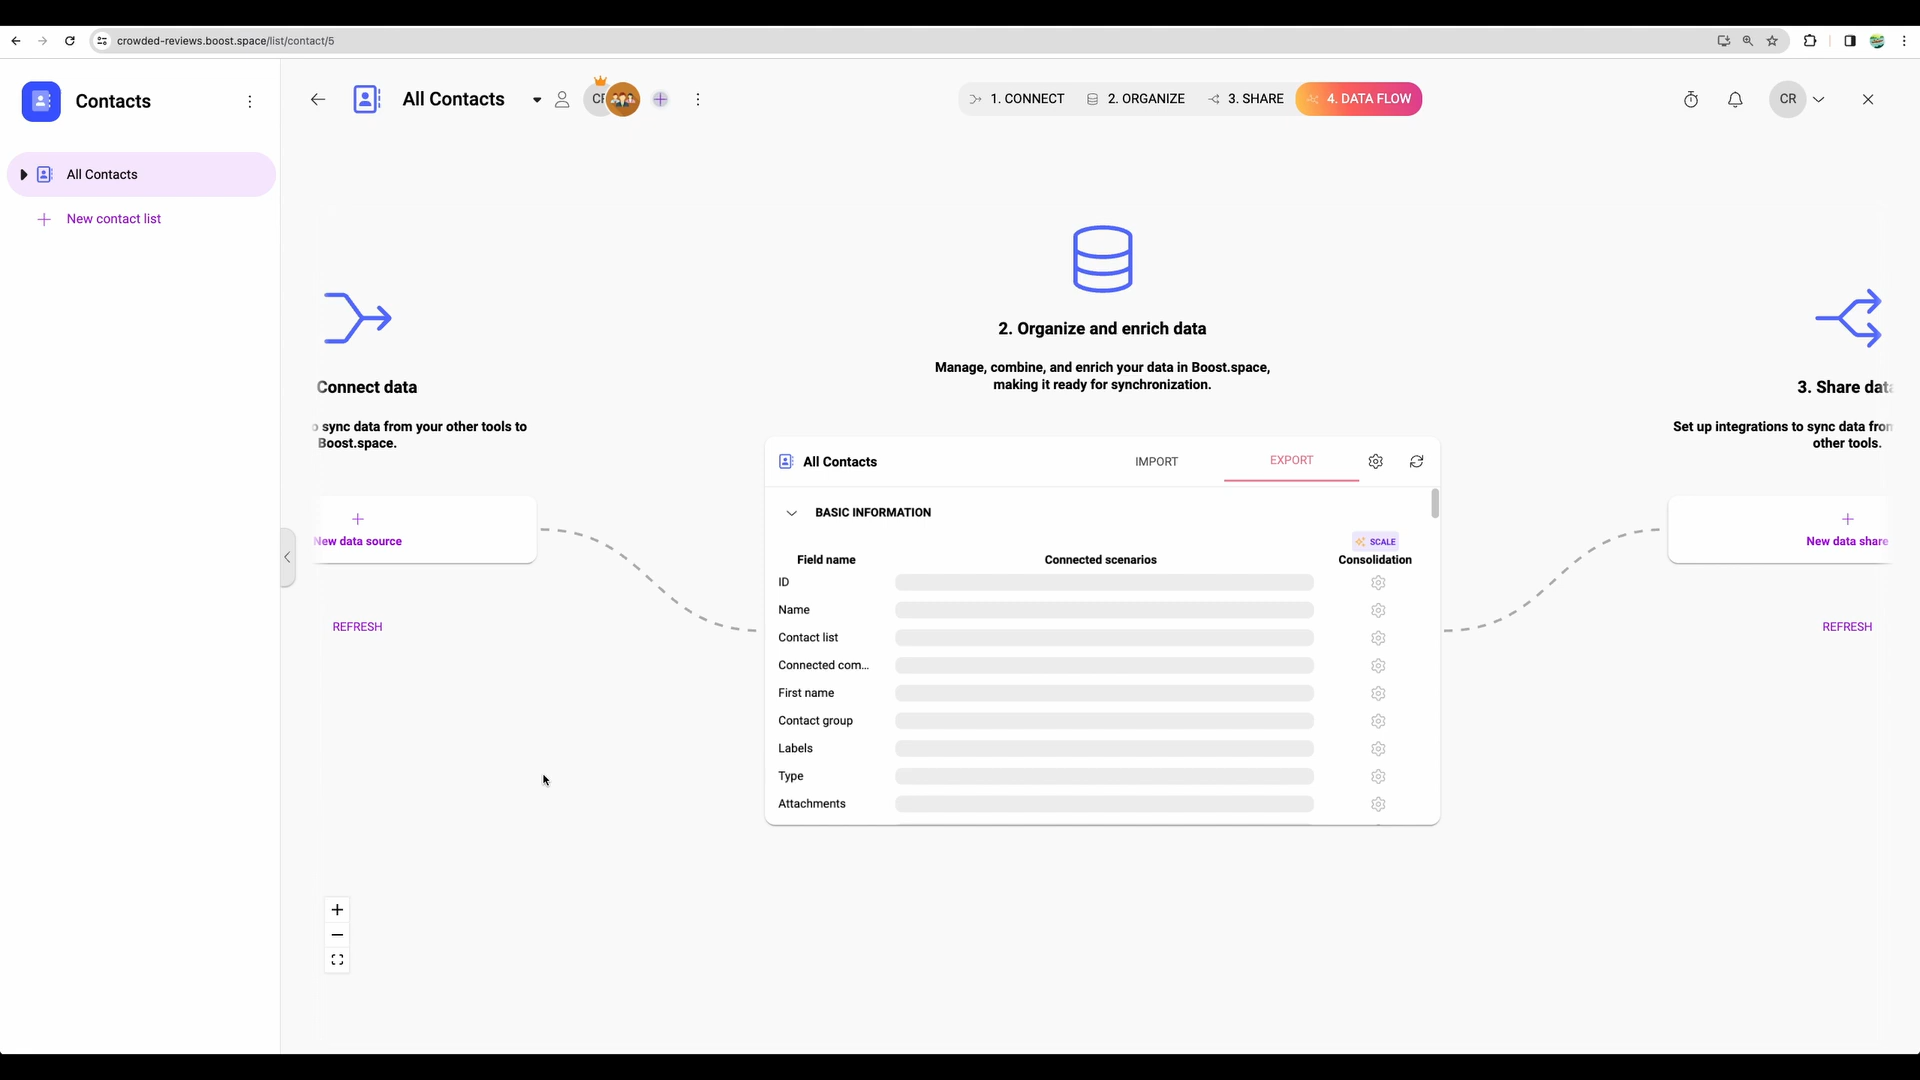 crowded-reviews.boost.space/list/contact/5
Contacts
All Contacts
New contact list
All Contacts
1. CONNECT
2. ORGANIZE
3. SHARE
4. DATA FLOW
CR
Connect data
sync data from your other tools to
Boost.space.
New data source
REFRESH
2. Organize and enrich data
Manage, combine, and enrich your data in Boost.space,
making it ready for synchronization.
All Contacts
IMPORT
EXPORT
BASIC INFORMATION
SCALE
Field name
Connected scenarios
Consolidation
ID
Name
Contact list
Connected com...
First name
Contact group
Labels
Type
Attachments
3. Share data
Set up integrations to sync data from
other tools.
New data share
REFRESH